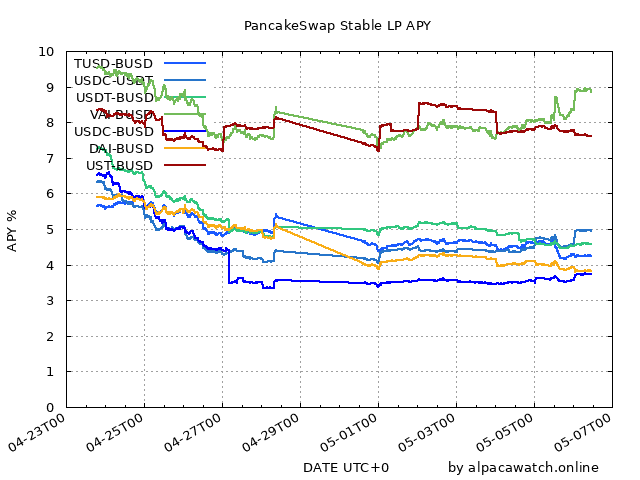 PancakeSwap Stable LP APY
10
9
8
7
6
5
4
3
2
1
0
APY %
TUSD-BUSD
USDC-USDT
USDT-BUSD
VAI-BUSD
USDC-BUSD
DAI-BUSD
UST-BUSD
04-23T00
04-25T00
04-27T00
04-29T00
05-01T00
05-03T00
05-05T00
05-07T00
DATE UTC+0
by alpacawatch.online